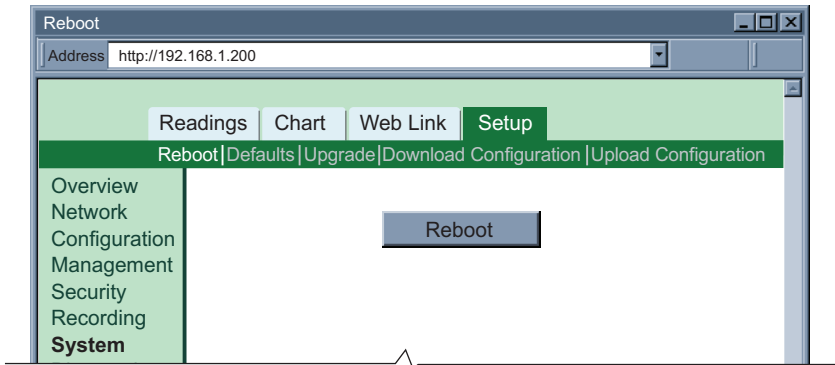 Reboot
Address http://192.168.1.200
Readings Chart Web Link Setup
Reboot|Defaults|Upgrade|Download Configuration|Upload Configuration
Overview
Network
Configuration
Management
Security
Recording
System
Reboot